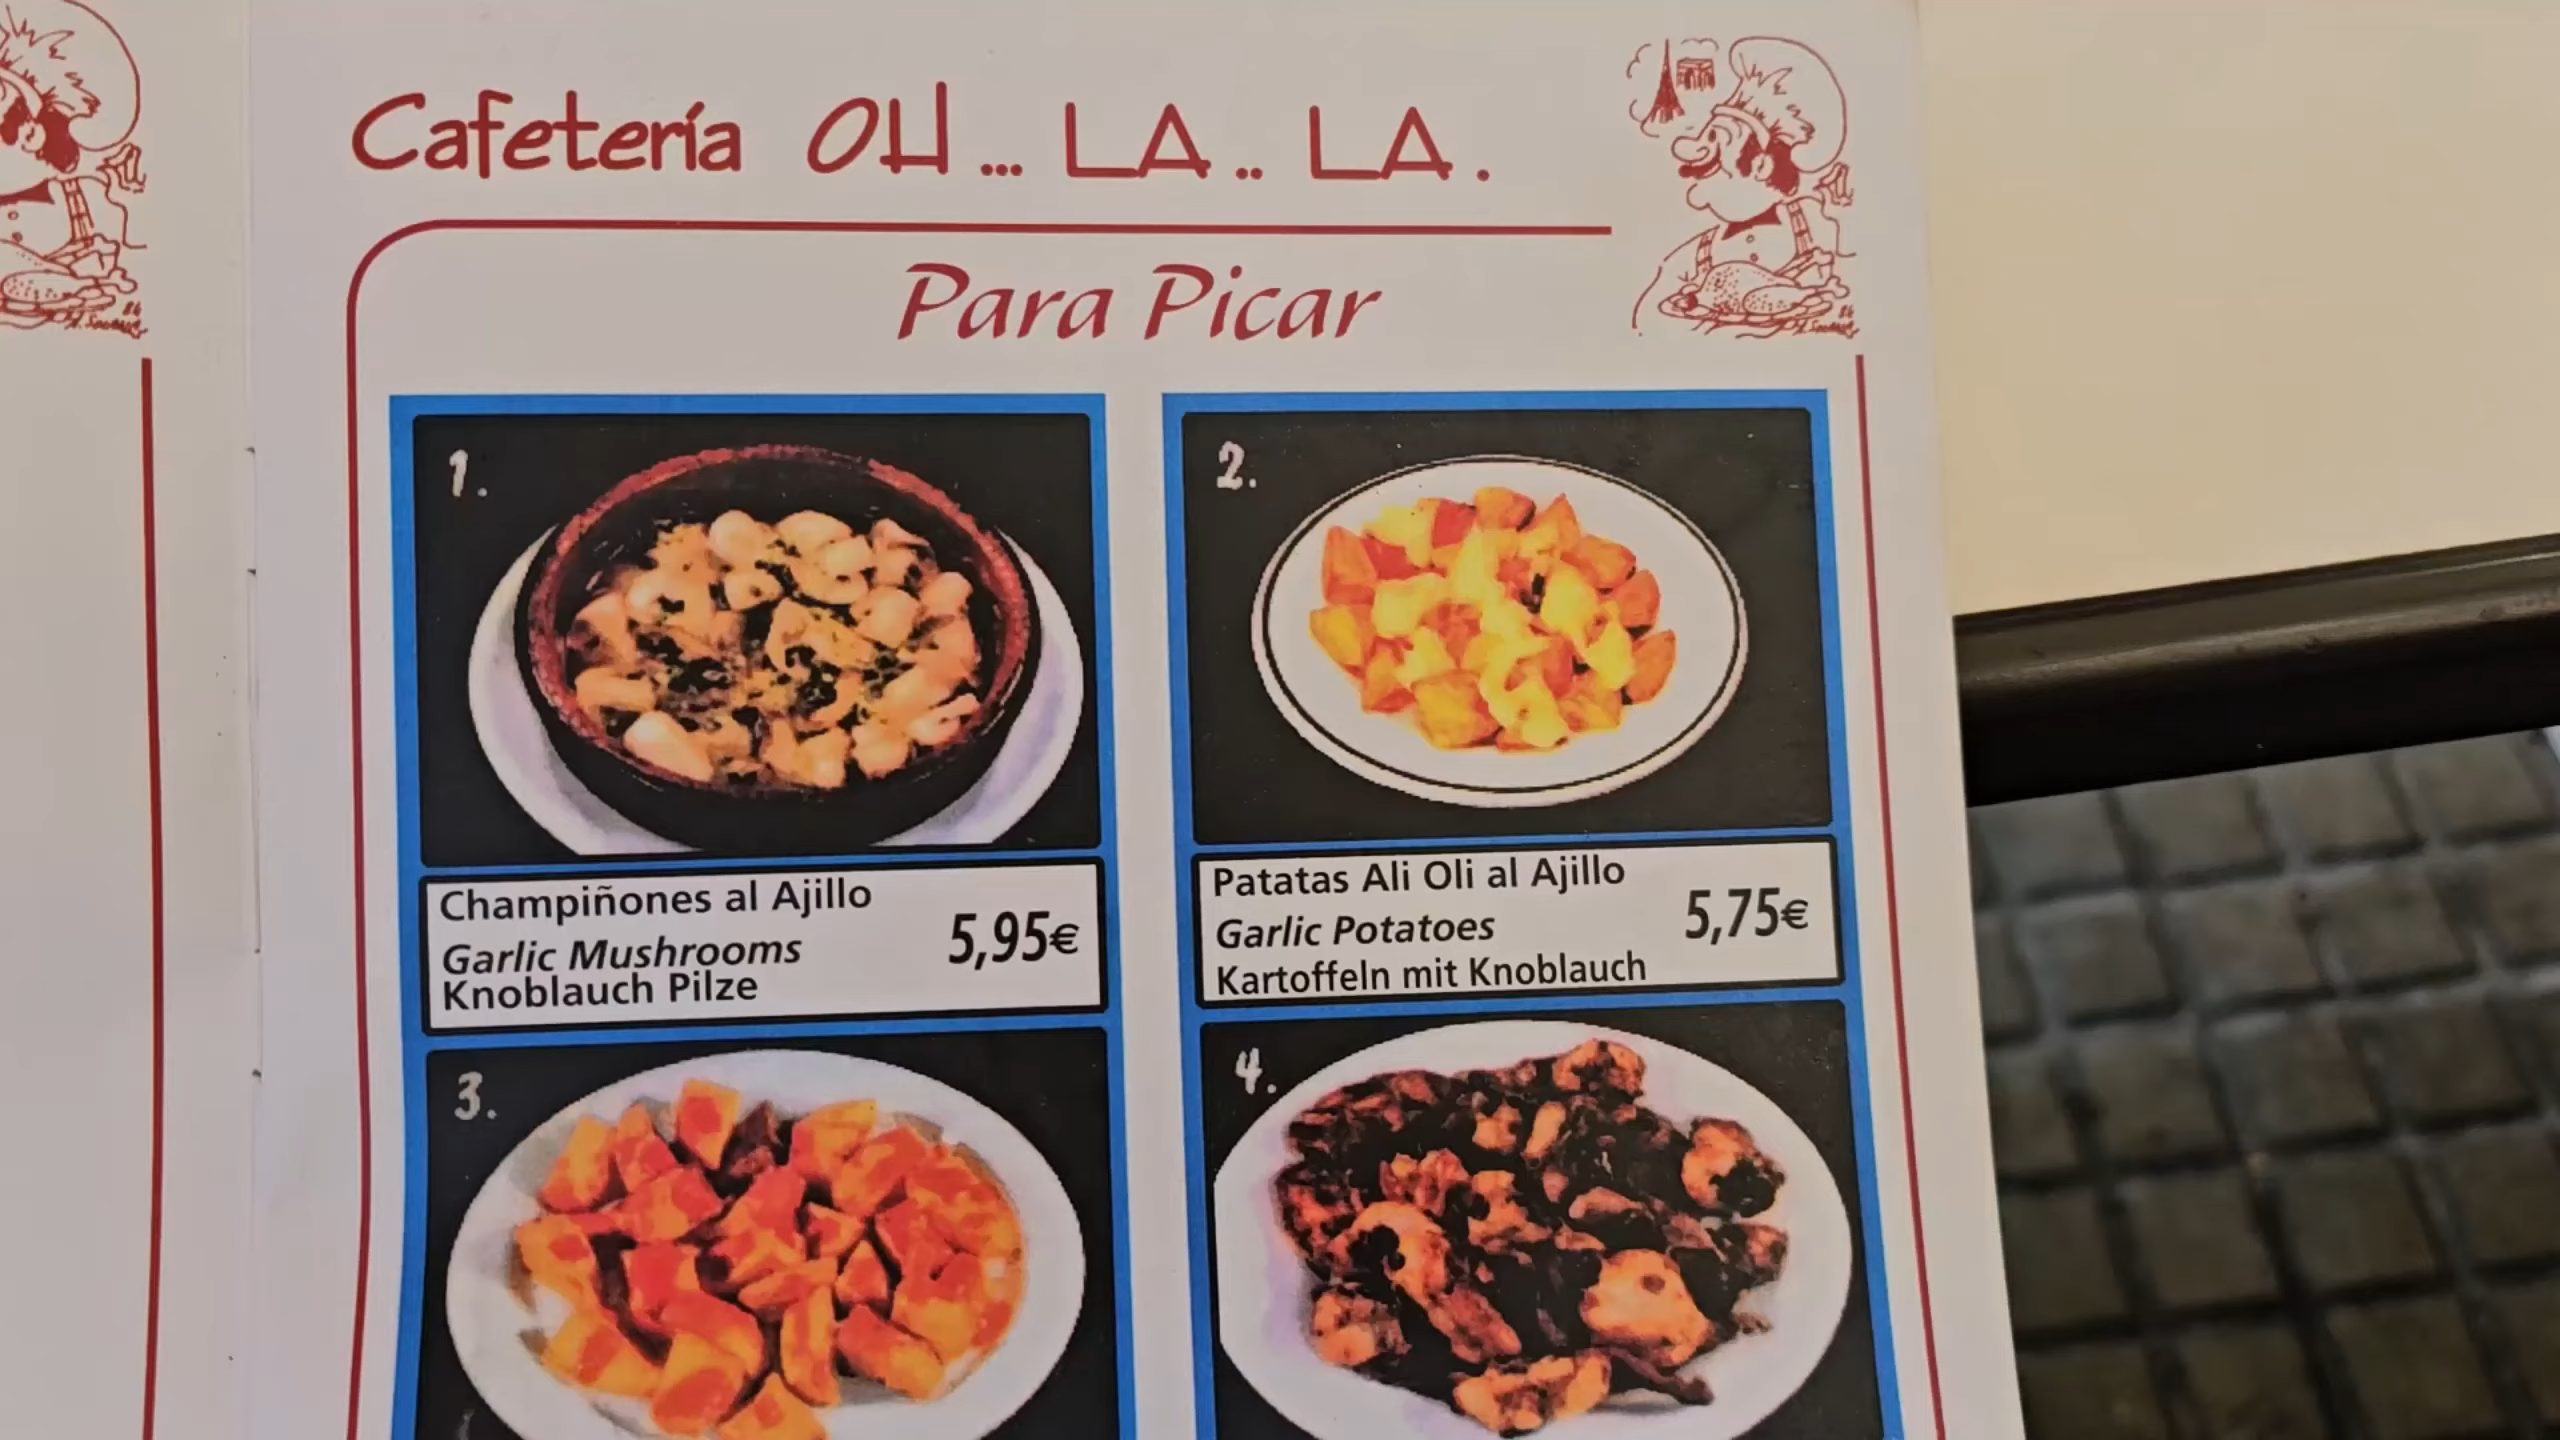 Cafetería OH... LA.. LA.
Para Picar
1.
2.
Champiñones al Ajillo
Garlic Mushrooms
Knoblauch Pilze
5,95€
Patatas Ali Oli al Ajillo
Garlic Potatoes
Kartoffeln mit Knoblauch
5,75€
3.
4.